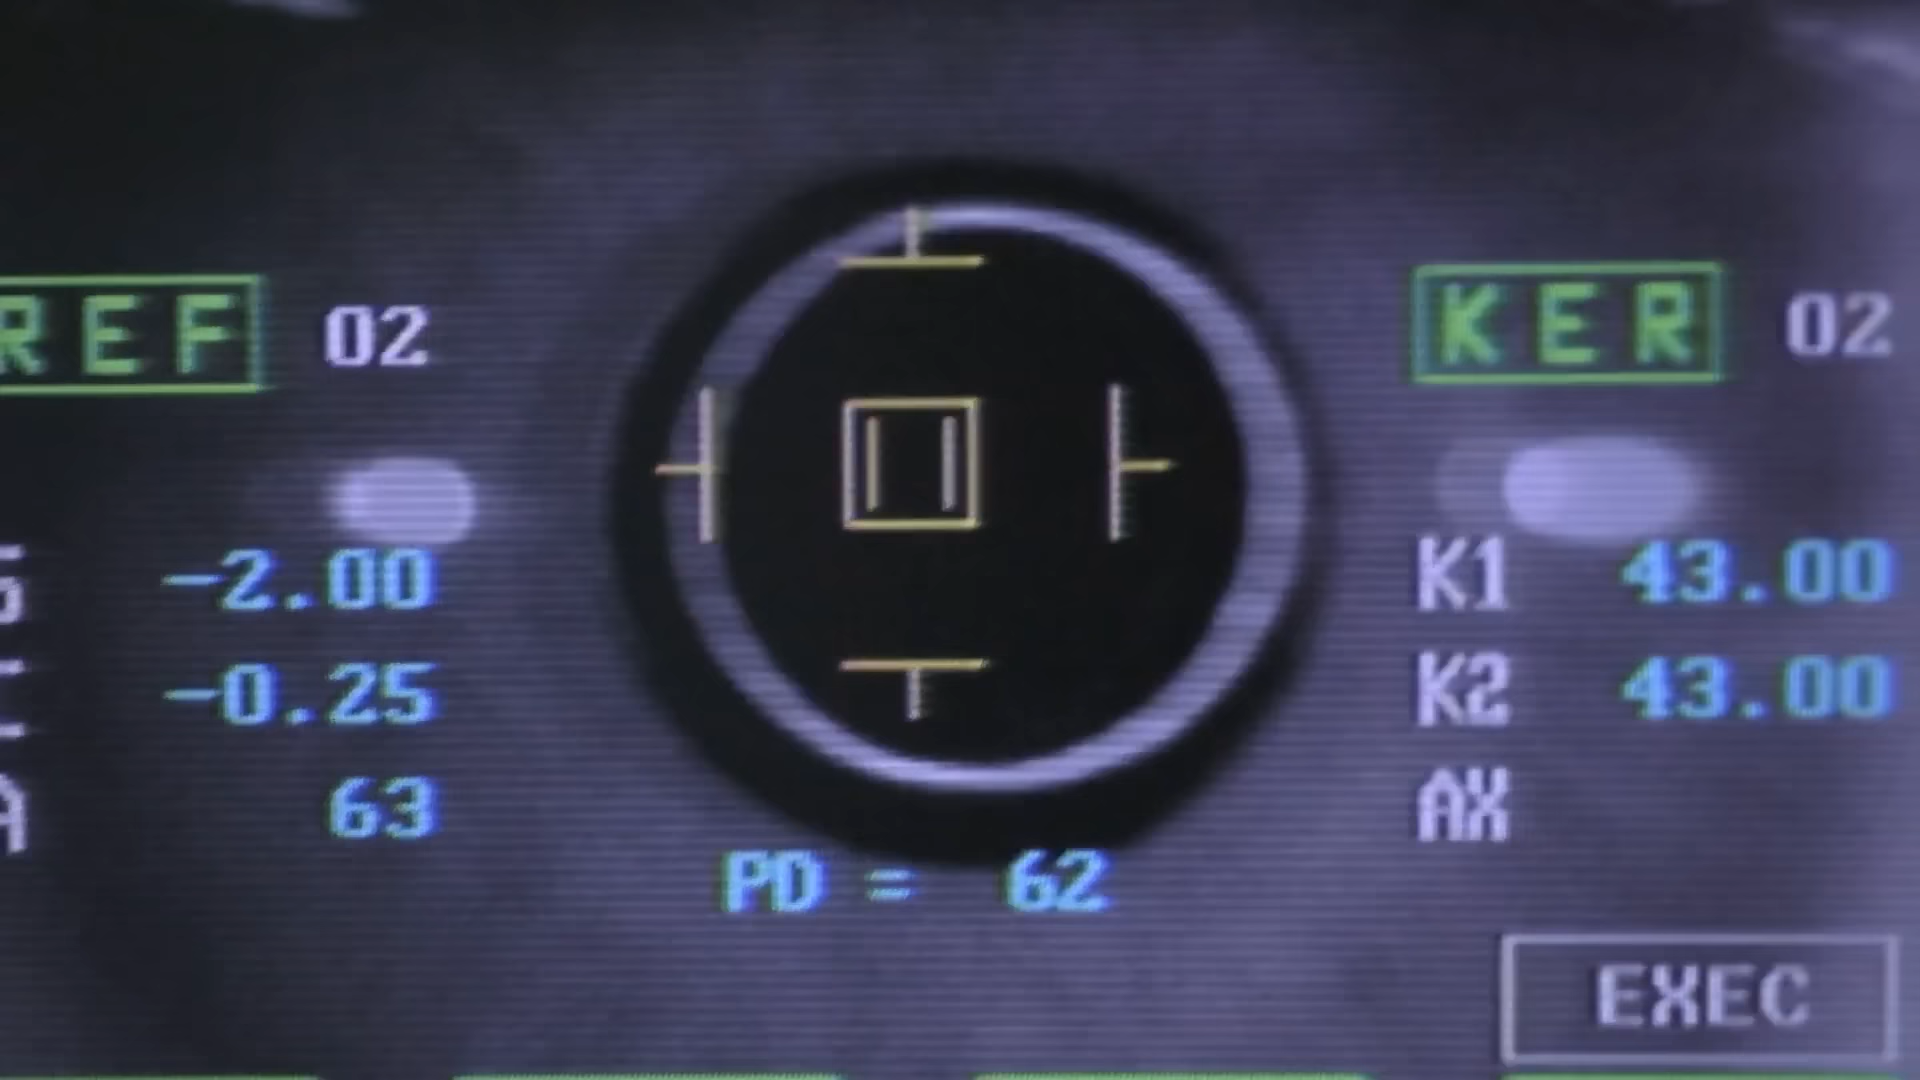 REF 02 KER 02
-2.00 K1 43.00
-0.25 K2 43.00
A 63 AX
PD = 62
EXEC